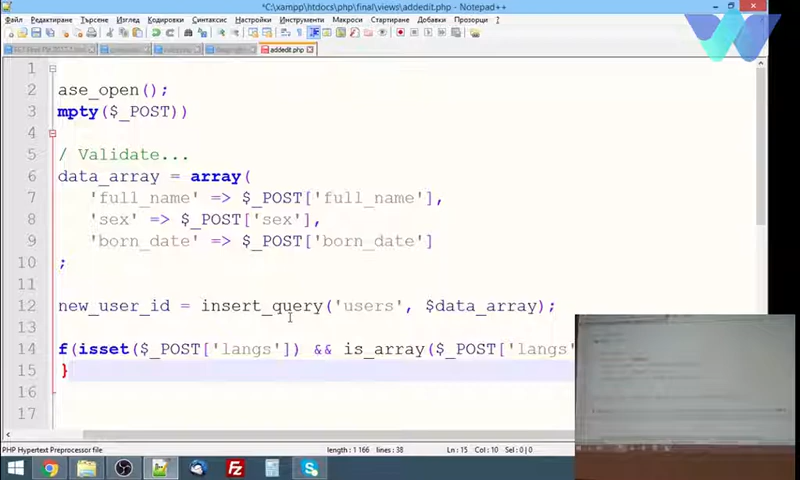 *C:\xampp\htdocs\php\final\views\addedit.php - Notepad++
Файл Редактиране Търсене Изглед Кодировки Синтаксис Настройки Инструменти Макроси Стартиране Добавки Прозорци ?
addedit.php
1
2 ase_open();
3 mpty($_POST))
4
5 / Validate...
6 data_array = array(
7 'full_name' => $_POST['full_name'],
8 'sex' => $_POST['sex'],
9 'born_date' => $_POST['born_date']
10 ;
11
12 new_user_id = insert_query('users', $data_array);
13
14 f(isset($_POST['langs']) && is_array($_POST['langs'
15 }
16
17
PHP Hypertext Preprocessor file length : 1 166 lines : 38 Ln : 15 Col : 10 Sel : 0 | 0